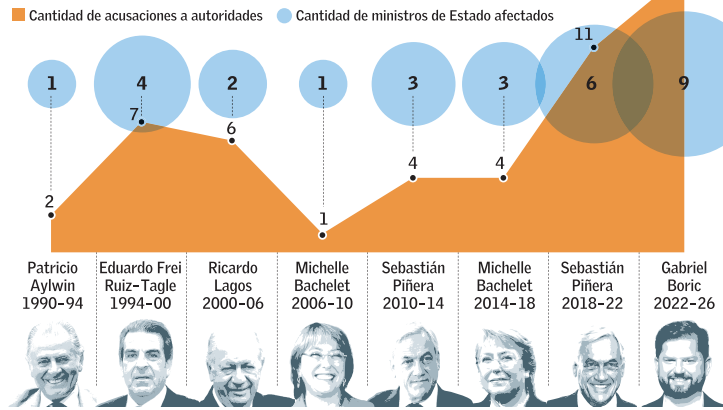 Cantidad de acusaciones a autoridades
Cantidad de ministros de Estado afectados
1
4
2
1
3
3
6
9
2
7
6
1
4
4
11
Patricio
Aylwin
1990–94
Eduardo Frei
Ruiz-Tagle
1994–00
Ricardo
Lagos
2000–06
Michelle
Bachelet
2006–10
Sebastián
Piñera
2010–14
Michelle
Bachelet
2014–18
Sebastián
Piñera
2018–22
Gabriel
Boric
2022–26